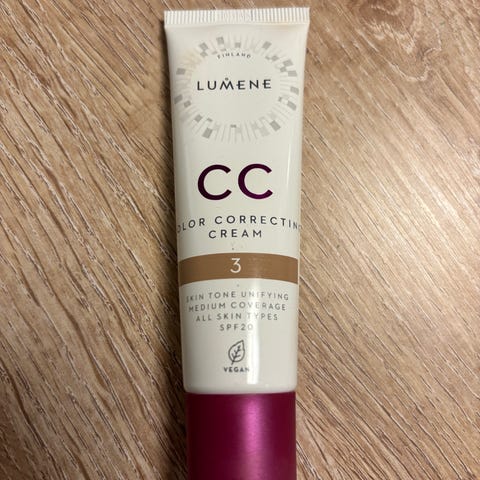 FINLAND
LUMENE
CC
OLOR CORRECTIN
CREAM
3
SKIN TONE UNIFYING
MEDIUM COVERAGE
ALL SKIN TYPES
SPF20
VEGAN